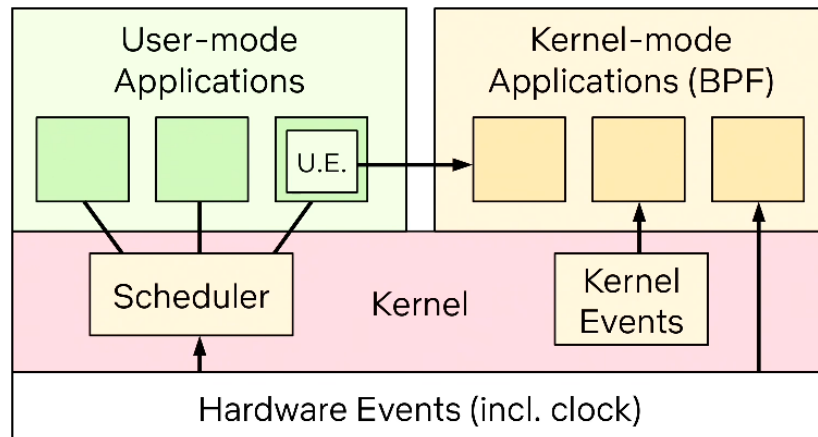 User-mode
Applications
Kernel-mode
Applications (BPF)
U.E.
Scheduler
Kernel
Kernel
Events
Hardware Events (incl. clock)